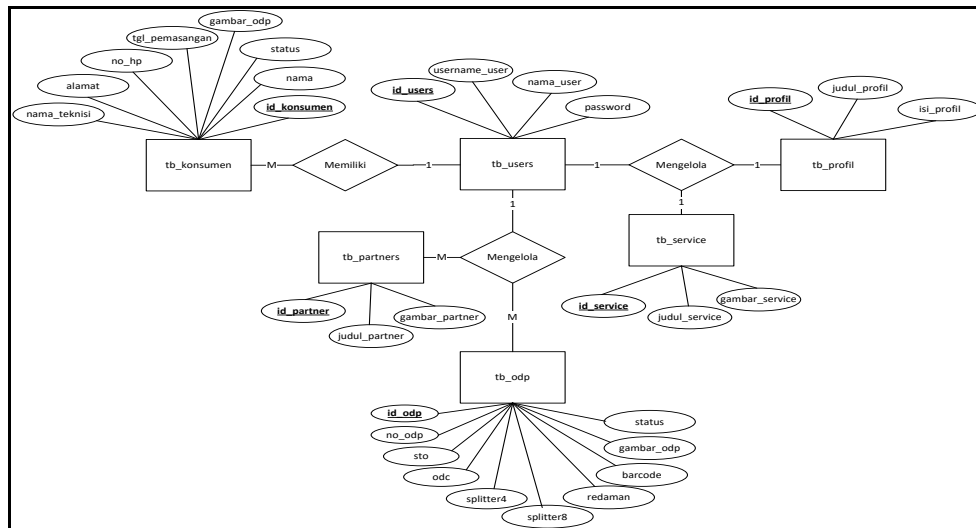 gambar_odp
tgl_pemasangan
status
no_hp
nama
alamat
id_konsumen
nama_teknisi
username_user
nama_user
id_users
password
judul_profil
id_profil
isi_profil
tb_konsumen
M
Memiliki
1
tb_users
1
Mengelola
1
tb_profil
1
1
tb_partners
M
Mengelola
tb_service
M
id_partner
gambar_partner
judul_partner
id_service
gambar_service
judul_service
tb_odp
id_odp
no_odp
sto
odc
splitter4
splitter8
redaman
barcode
gambar_odp
status